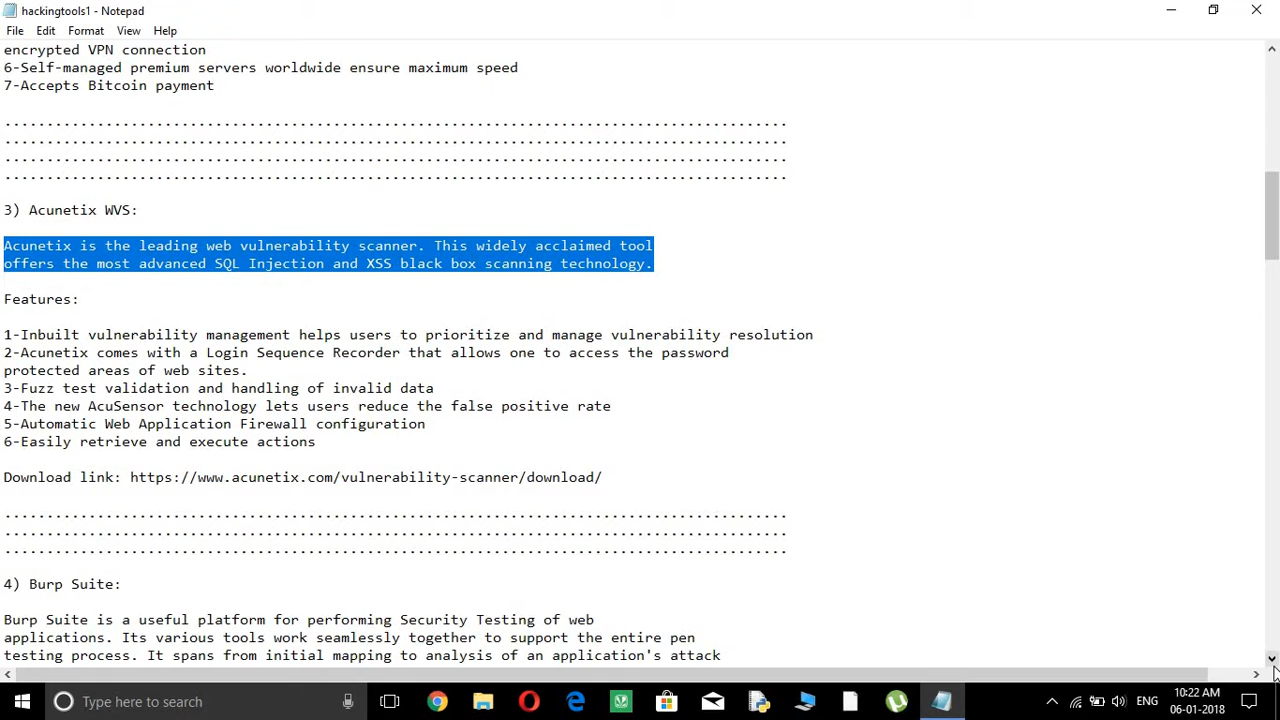 hackingtools1 - Notepad
File Edit Format View Help
encrypted VPN connection
6-Self-managed premium servers worldwide ensure maximum speed
7-Accepts Bitcoin payment
.............................................................................................
.............................................................................................
.............................................................................................
.............................................................................................
3) Acunetix WVS:
Acunetix is the leading web vulnerability scanner. This widely acclaimed tool
offers the most advanced SQL Injection and XSS black box scanning technology.
Features:
1-Inbuilt vulnerability management helps users to prioritize and manage vulnerability resolution
2-Acunetix comes with a Login Sequence Recorder that allows one to access the password
protected areas of web sites.
3-Fuzz test validation and handling of invalid data
4-The new AcuSensor technology lets users reduce the false positive rate
5-Automatic Web Application Firewall configuration
6-Easily retrieve and execute actions
Download link: https://www.acunetix.com/vulnerability-scanner/download/
.............................................................................................
.............................................................................................
.............................................................................................
4) Burp Suite:
Burp Suite is a useful platform for performing Security Testing of web
applications. Its various tools work seamlessly together to support the entire pen
testing process. It spans from initial mapping to analysis of an application's attack
Type here to search
ENG
10:22 AM
06-01-2018